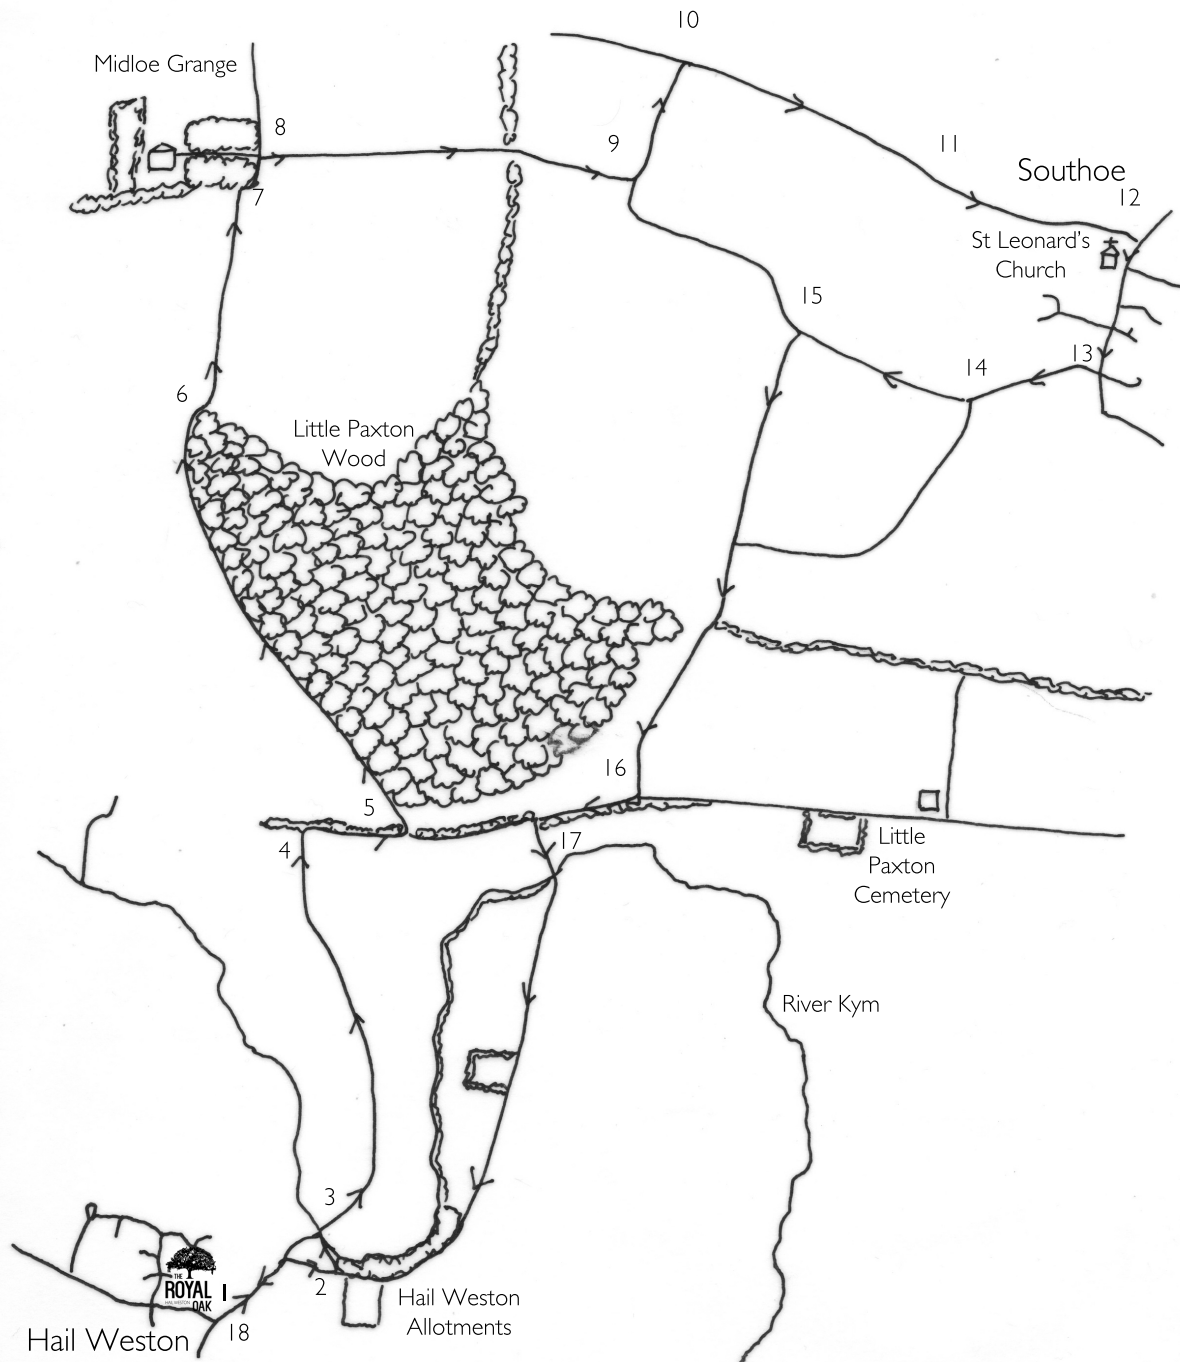 10
Midloe Grange
8
9
11
Southoe
12
7
St Leonard's
Church
15
13
14
6
Little Paxton
Wood
16
5
17
4
Little
Paxton
Cemetery
River Kym
3
THE
ROYAL
HAIL WESTON
OAK
1
2
Hail Weston
Allotments
18
Hail Weston